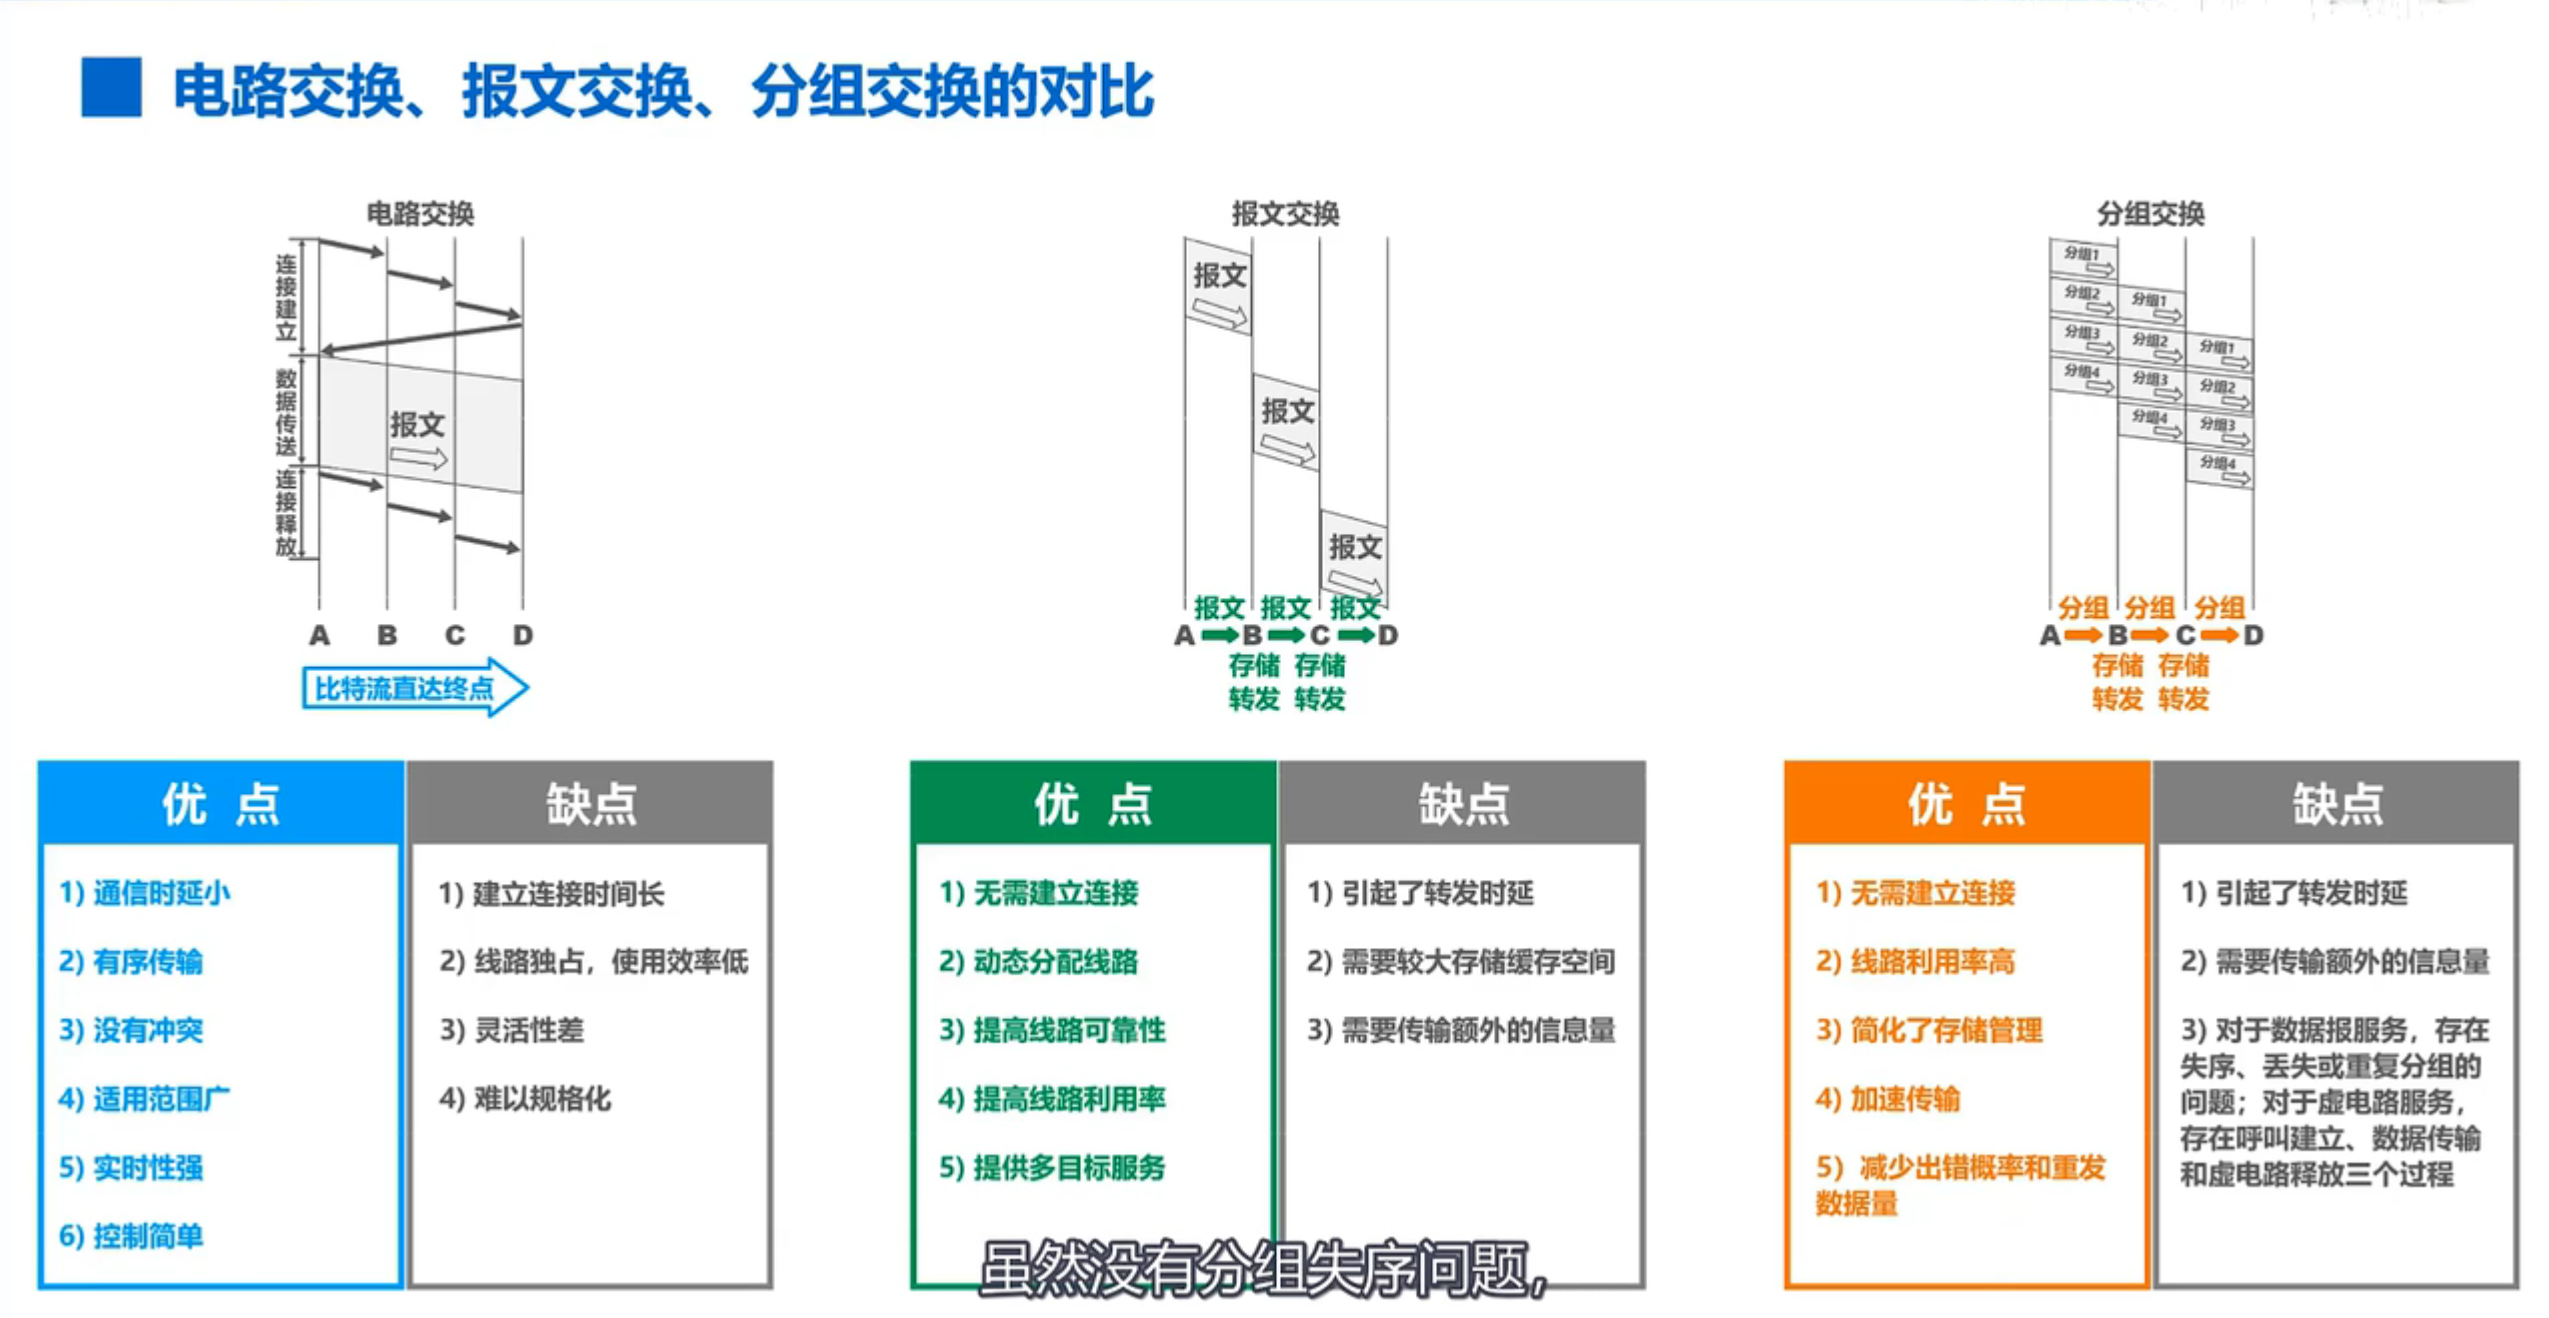 电路交换、报文交换、分组交换的对比
电路交换
连接建立
数据传送
连接释放
报文
A B C D
比特流直达终点
报文交换
报文
报文
报文
报文 报文 报文
A B C D
存储 存储
转发 转发
分组交换
分组1
分组2 分组1
分组3 分组2 分组1
分组4 分组3 分组2
分组4 分组3
分组4
分组 分组 分组
A B C D
存储 存储
转发 转发
优 点
1) 通信时延小
2) 有序传输
3) 没有冲突
4) 适用范围广
5) 实时性强
6) 控制简单
缺点
1) 建立连接时间长
2) 线路独占，使用效率低
3) 灵活性差
4) 难以规格化
优 点
1) 无需建立连接
2) 动态分配线路
3) 提高线路可靠性
4) 提高线路利用率
5) 提供多目标服务
缺点
1) 引起了转发时延
2) 需要较大存储缓存空间
3) 需要传输额外的信息量
优 点
1) 无需建立连接
2) 线路利用率高
3) 简化了存储管理
4) 加速传输
5) 减少出错概率和重发
数据量
缺点
1) 引起了转发时延
2) 需要传输额外的信息量
3) 对于数据报服务，存在
失序、丢失或重复分组的
问题；对于虚电路服务，
存在呼叫建立、数据传输
和虚电路释放三个过程
虽然没有分组失序问题，